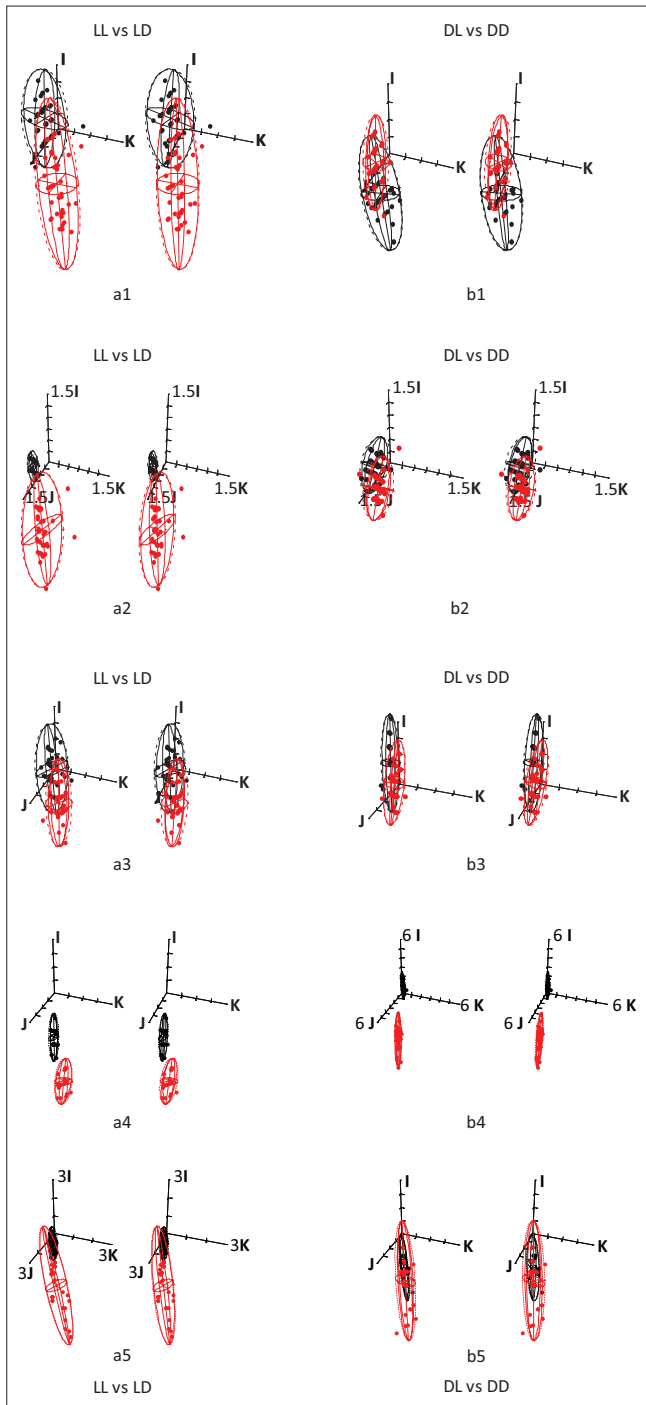 LL vs LD DL vs DD
I I I I
K K K K
J
a1 b1
LL vs LD DL vs DD
1.5I 1.5I 1.5I 1.5I
1.5K 1.5K 1.5K 1.5K
1.5J 1.5J J J
a2 b2
LL vs LD DL vs DD
I I I I
K K K K
J J J J
a3 b3
I I 6 I 6 I
K K 6 K 6 K
J J 6 J 6 J
a4 b4
3I 3I I I
3K 3K K K
3J 3J J J
a5 b5
LL vs LD DL vs DD